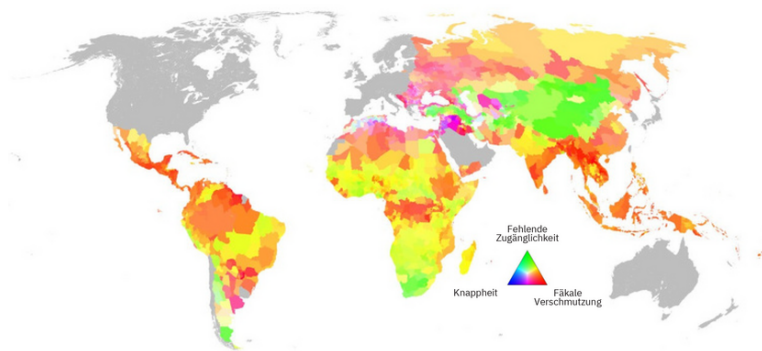 Fehlende
Zugänglichkeit
Knappheit
Fäkale
Verschmutzung